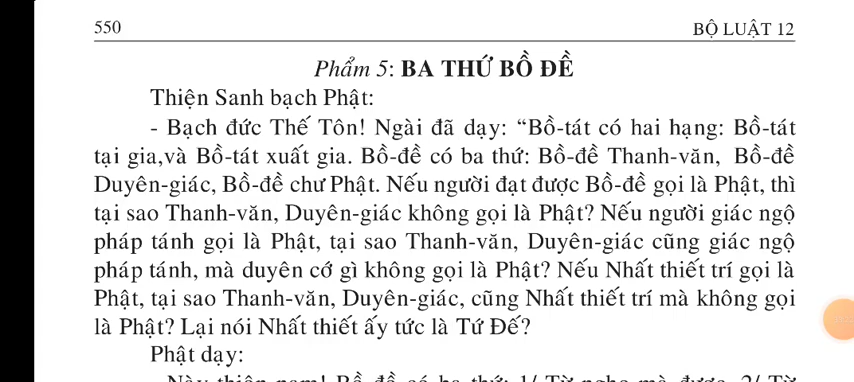 550
BỘ LUẬT 12
Phẩm 5: BA THỨ BỒ ĐỀ
Thiện Sanh bạch Phật:
- Bạch đức Thế Tôn! Ngài đã dạy: “Bồ-tát có hai hạng: Bồ-tát
tại gia,và Bồ-tát xuất gia. Bồ-đề có ba thứ: Bồ-đề Thanh-văn, Bồ-đề
Duyên-giác, Bồ-đề chư Phật. Nếu người đạt được Bồ-đề gọi là Phật, thì
tại sao Thanh-văn, Duyên-giác không gọi là Phật? Nếu người giác ngộ
pháp tánh gọi là Phật, tại sao Thanh-văn, Duyên-giác cũng giác ngộ
pháp tánh, mà duyên cớ gì không gọi là Phật? Nếu Nhất thiết trí gọi là
Phật, tại sao Thanh-văn, Duyên-giác, cũng Nhất thiết trí mà không gọi
là Phật? Lại nói Nhất thiết ấy tức là Tứ Đế?
Phật dạy: